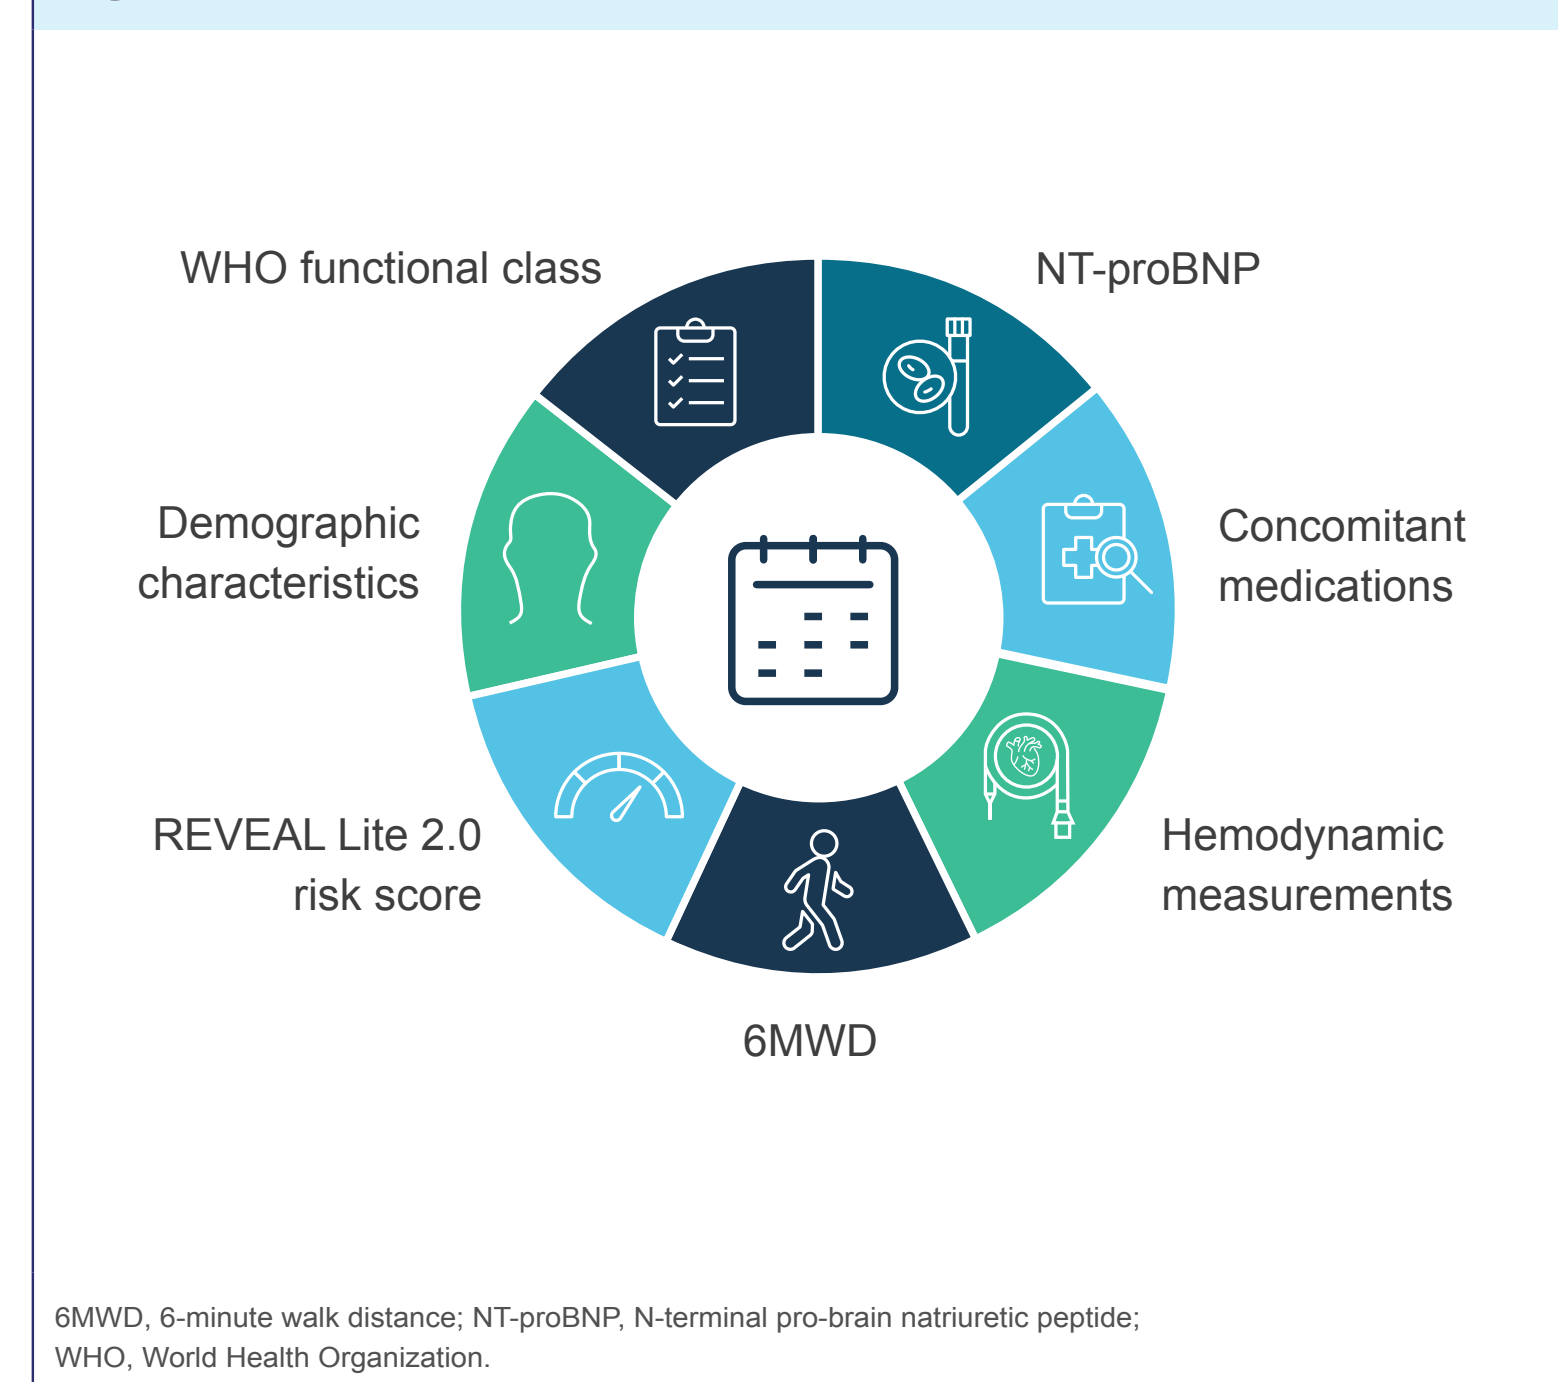 WHO functional class
NT-proBNP
Demographic
characteristics
Concomitant
medications
REVEAL Lite 2.0
risk score
Hemodynamic
measurements
6MWD
6MWD, 6-minute walk distance; NT-proBNP, N-terminal pro-brain natriuretic peptide;
WHO, World Health Organization.